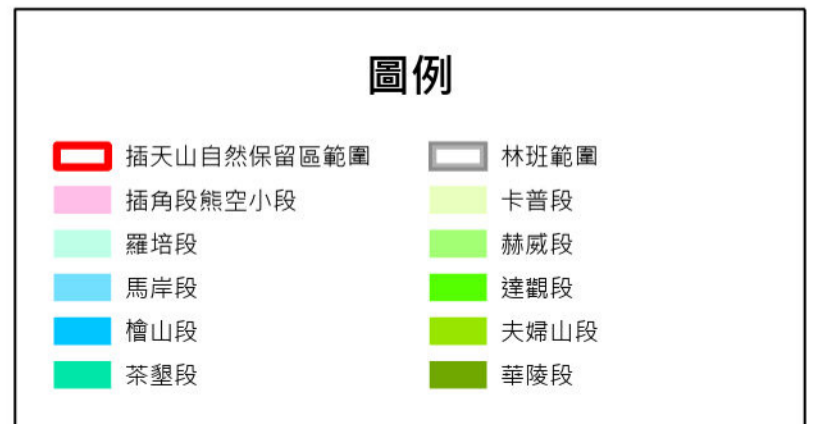 圖例
插天山自然保留區範圍
林班範圍
插角段熊空小段
卡普段
羅培段
赫威段
馬岸段
達觀段
檜山段
夫婦山段
茶墾段
華陵段